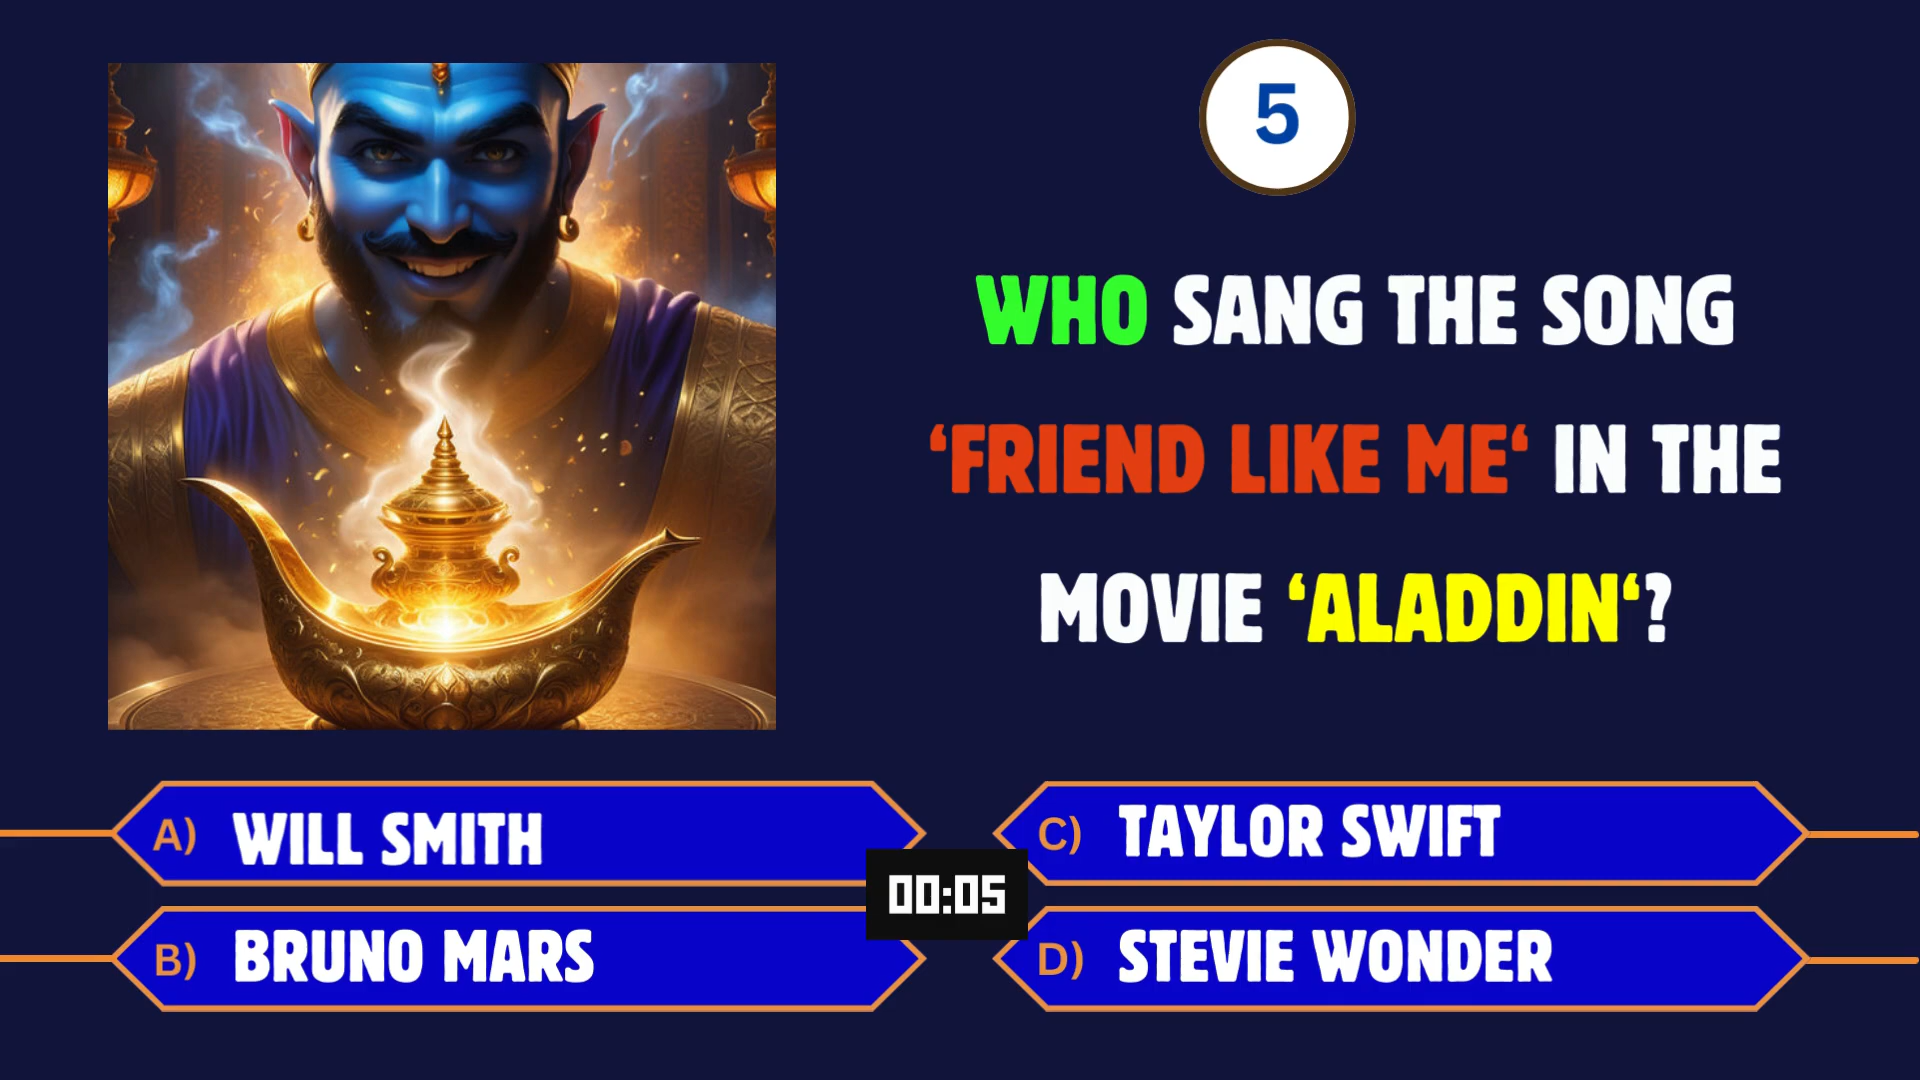 5
WHO SANG THE SONG
‘FRIEND LIKE ME‘ IN THE
MOVIE ‘ALADDIN‘?
A) WILL SMITH
C) TAYLOR SWIFT
00:05
B) BRUNO MARS
D) STEVIE WONDER